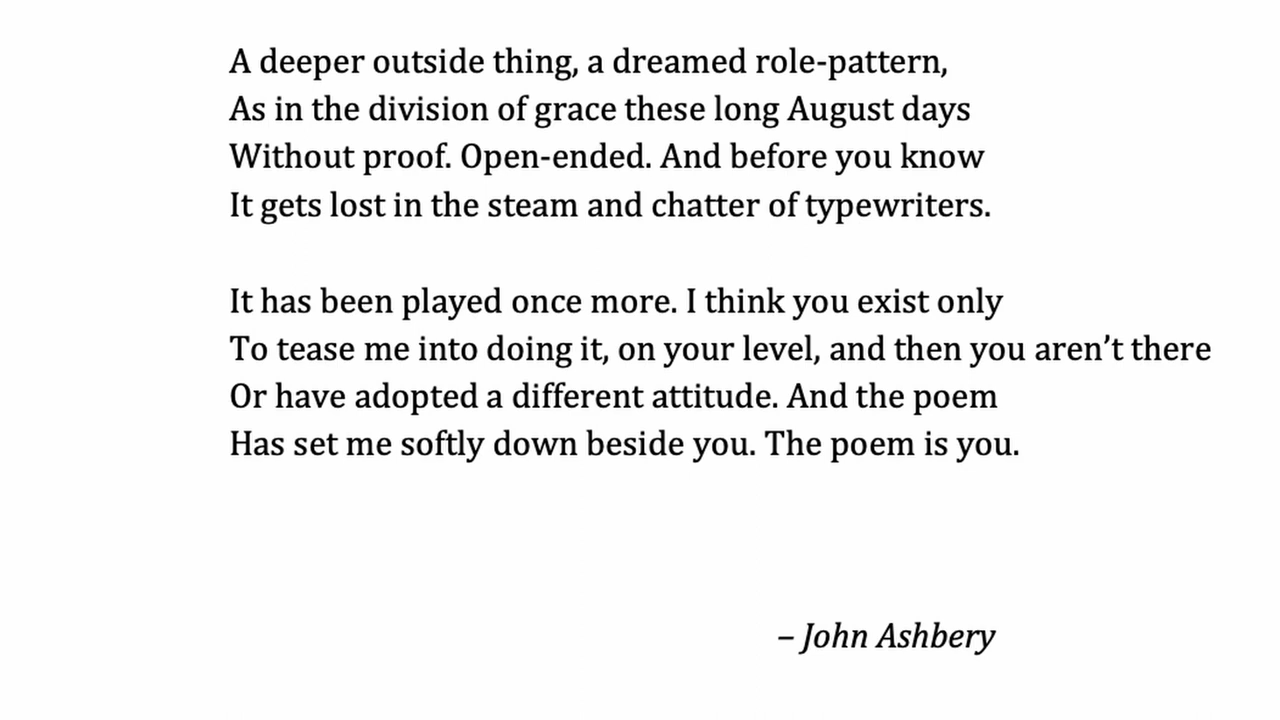 A deeper outside thing, a dreamed role-pattern,
As in the division of grace these long August days
Without proof. Open-ended. And before you know
It gets lost in the steam and chatter of typewriters.

It has been played once more. I think you exist only
To tease me into doing it, on your level, and then you aren’t there
Or have adopted a different attitude. And the poem
Has set me softly down beside you. The poem is you.

– John Ashbery